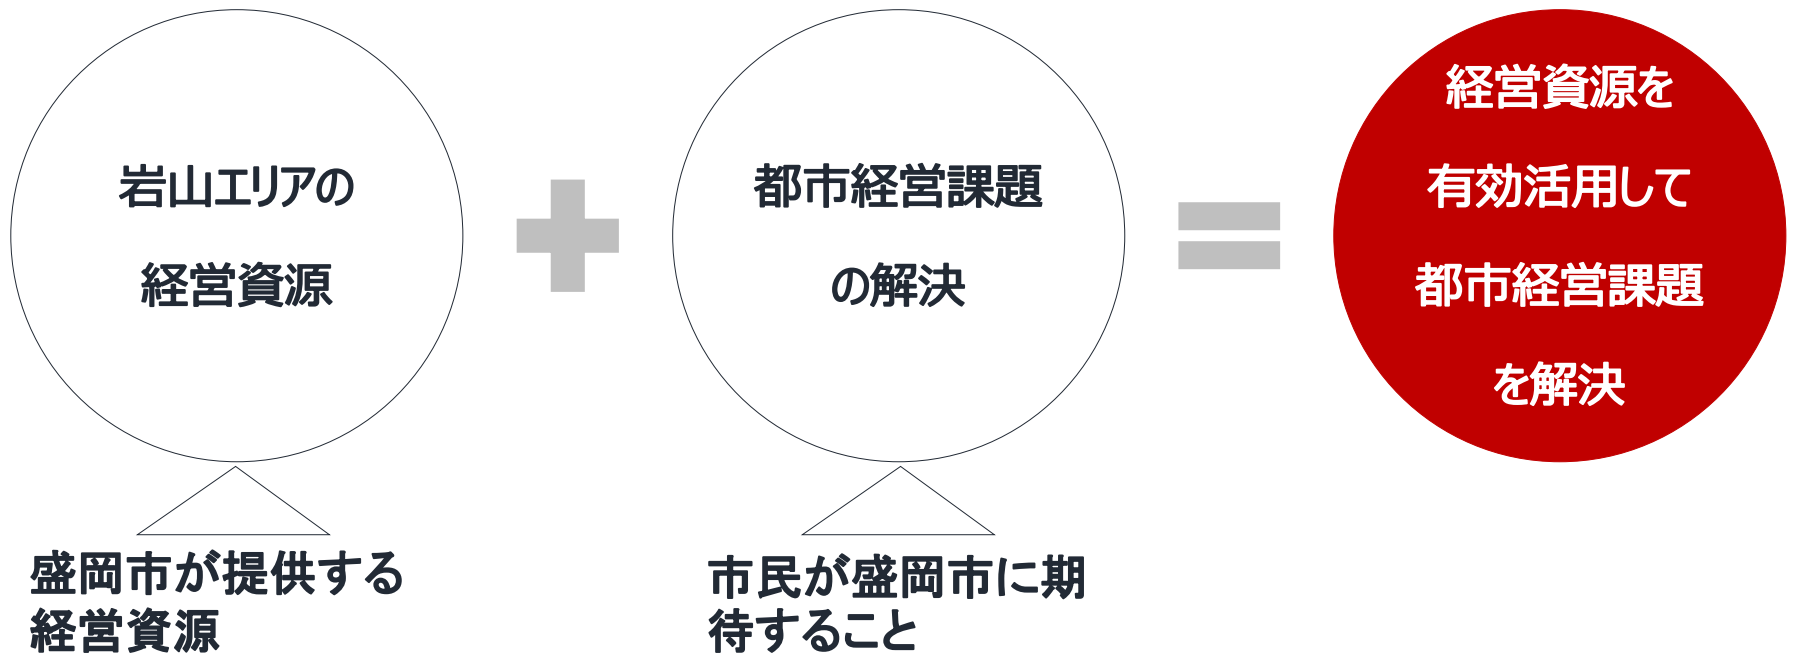 岩山エリアの
経営資源
都市経営課題
の解決
経営資源を
有効活用して
都市経営課題
を解決
盛岡市が提供する
経営資源
市民が盛岡市に期
待すること